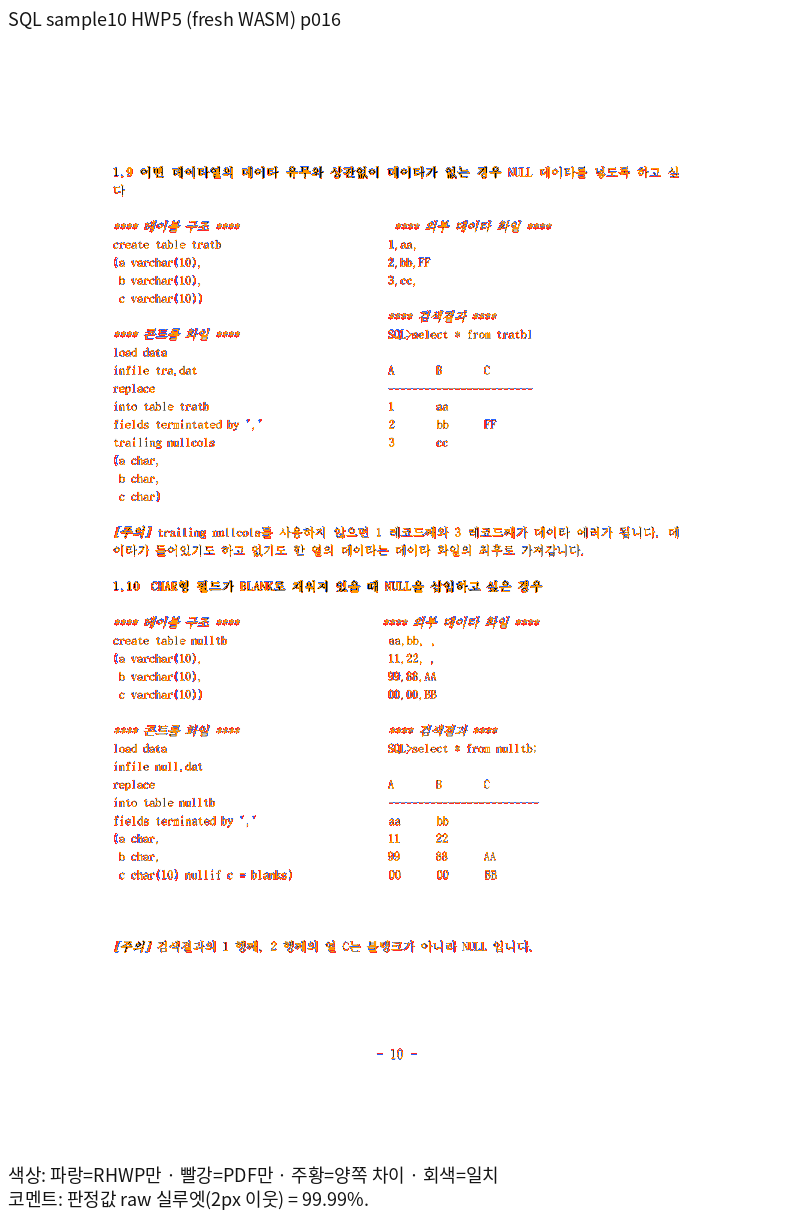 SQL sample10 HWP5 (fresh WASM) p016
1.9 어떤 데이타열의 데이타 유무와 상관없이 데이타가 없는 경우 NULL 데이타를 넣도록 하고 싶
다
**** 테이블 구조 ****
create table tratb
(a varchar(10),
b varchar(10),
c varchar(10))
**** 콘트롤 화일 ****
load data
infile tra.dat
replace
into table tratb
fields termintated by ","
trailing nullcols
(a char,
b char,
c char)
**** 외부 데이타 화일 ****
1,aa,
2,bb,FF
3,cc,
**** 검색결과 ****
SQL>select * from tratb;
A B C
------------------------
1 aa
2 bb FF
3 cc
[주의] trailing nullcols를 사용하지 않으면 1 레코드째와 3 레코드째가 데이타 에러가 됩니다. 데
이타가 들어있기도 하고 없기도 한 열의 데이타는 데이타 화일의 최후로 가져갑니다.
1.10 CHAR형 필드가 BLANK로 채워져 있을 때 NULL을 삽입하고 싶은 경우
**** 테이블 구조 ****
create table nulltb
(a varchar(10),
b varchar(10),
c varchar(10))
**** 콘트롤 화일 ****
load data
infile null.dat
replace
into table nulltb
fields terminated by ","
(a char,
b char,
c char(10) nullif c = blanks)
**** 외부 데이타 화일 ****
aa,bb, ,
11,22, ,
99,88,AA
00,00,BB
**** 검색결과 ****
SQL>select * from nulltb;
A B C
-------------------------
aa bb
11 22
99 88 AA
00 00 BB
[주의] 검색결과의 1 행째, 2 행째의 열 C는 블랭크가 아니라 NULL 입니다.
- 10 -
색상: 파랑=RHWP만 · 빨강=PDF만 · 주황=양쪽 차이 · 회색=일치
코멘트: 판정값 raw 실루엣(2px 이웃) = 99.99%.